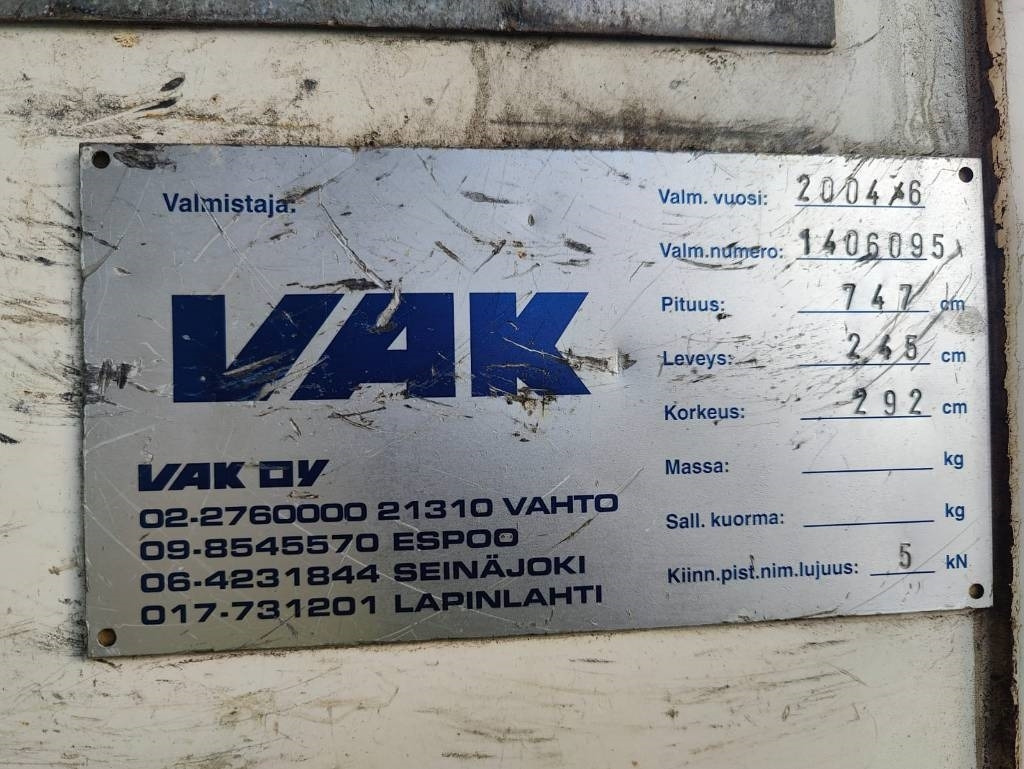 Valmistaja:
VAK
VAK OY
02-2760000 21310 VAHTO
09-8545570 ESPOO
06-4231844 SEINÄJOKI
017-731201 LAPINLAHTI
Valm. vuosi: 2004/6
Valm.numero: 1406095
Pituus: 747 cm
Leveys: 245 cm
Korkeus: 292 cm
Massa: kg
Sall. kuorma: kg
Kiinn.pist.nim.lujuus: 5 kN